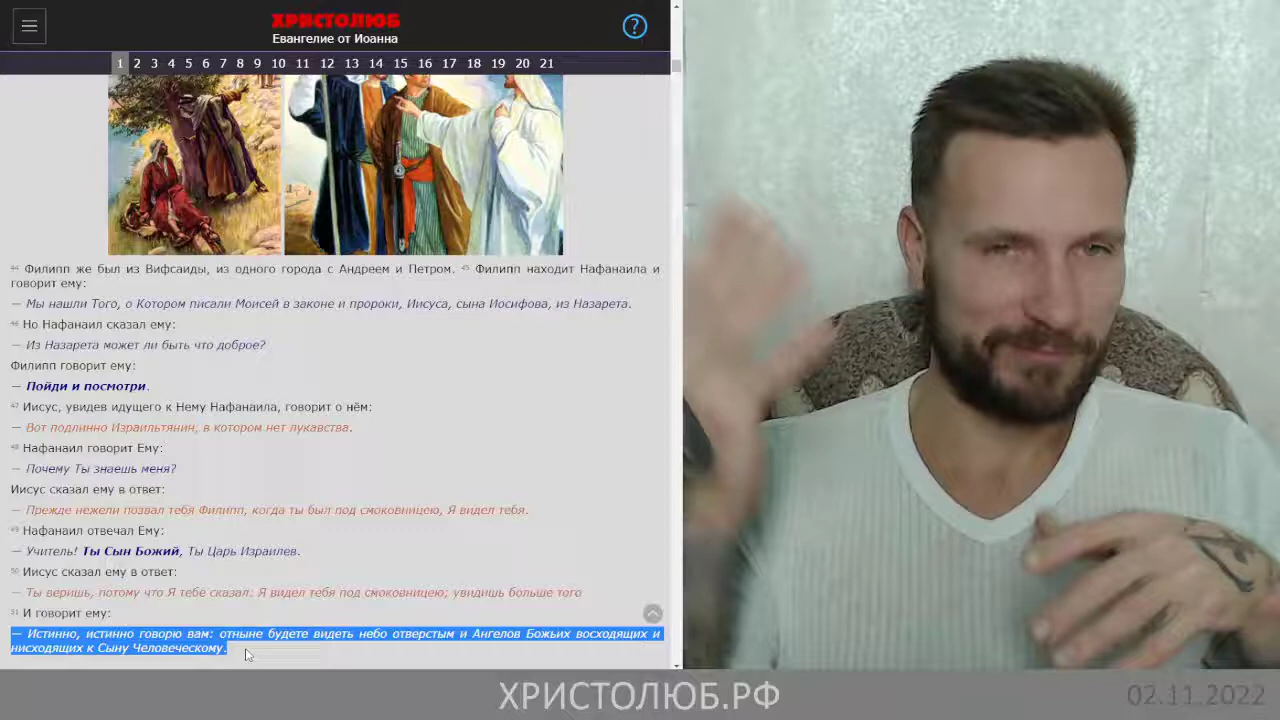 ХРИСТОЛЮБ
Евангелие от Иоанна
?
1 2 3 4 5 6 7 8 9 10 11 12 13 14 15 16 17 18 19 20 21
44 Филипп же был из Вифсаиды, из одного города с Андреем и Петром. 45 Филипп находит Нафанаила и
говорит ему:
— Мы нашли Того, о Котором писали Моисей в законе и пророки, Иисуса, сына Иосифова, из Назарета.
46 Но Нафанаил сказал ему:
— Из Назарета может ли быть что доброе?
Филипп говорит ему:
— Пойди и посмотри.
47 Иисус, увидев идущего к Нему Нафанаила, говорит о нём:
— Вот подлинно Израильтянин, в котором нет лукавства.
48 Нафанаил говорит Ему:
— Почему Ты знаешь меня?
Иисус сказал ему в ответ:
— Прежде нежели позвал тебя Филипп, когда ты был под смоковницею, Я видел тебя.
49 Нафанаил отвечал Ему:
— Учитель! Ты Сын Божий, Ты Царь Израилев.
50 Иисус сказал ему в ответ:
— Ты веришь, потому что Я тебе сказал: Я видел тебя под смоковницею; увидишь больше того
51 И говорит ему:
— Истинно, истинно говорю вам: отныне будете видеть небо отверстым и Ангелов Божьих восходящих и
нисходящих к Сыну Человеческому.
ХРИСТОЛЮБ.РФ
02.11.2022